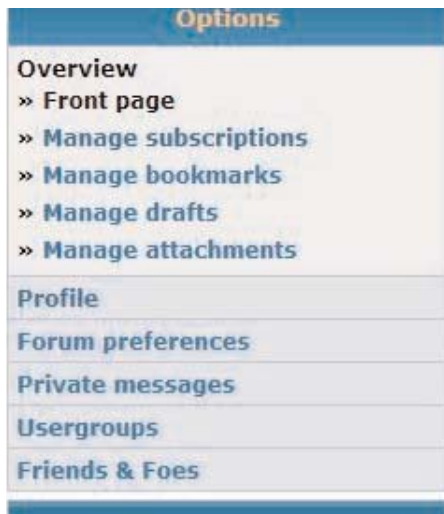 Options
Overview
» Front page
» Manage subscriptions
» Manage bookmarks
» Manage drafts
» Manage attachments
Profile
Forum preferences
Private messages
Usergroups
Friends & Foes